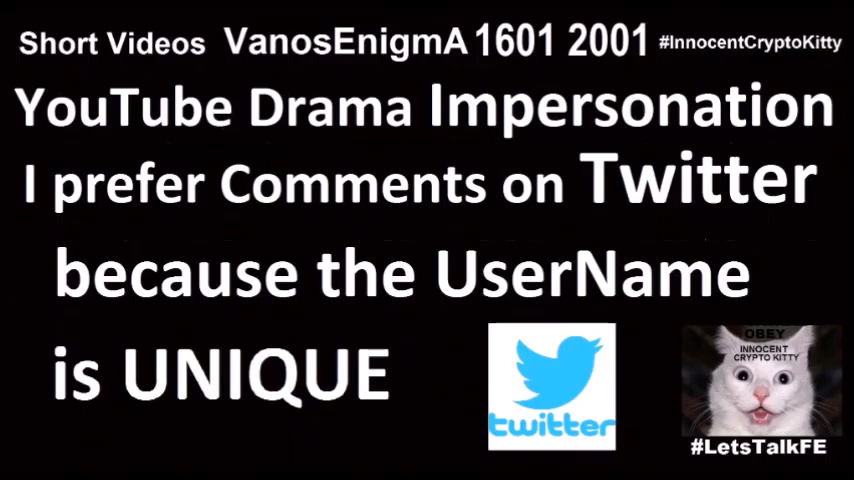 Short Videos VanosEnigmA 1601 2001 #InnocentCryptoKitty
YouTube Drama Impersonation
I prefer Comments on Twitter
because the UserName
is UNIQUE
twitter
OBEY
INNOCENT
CRYPTO KITTY
#LetsTalkFE